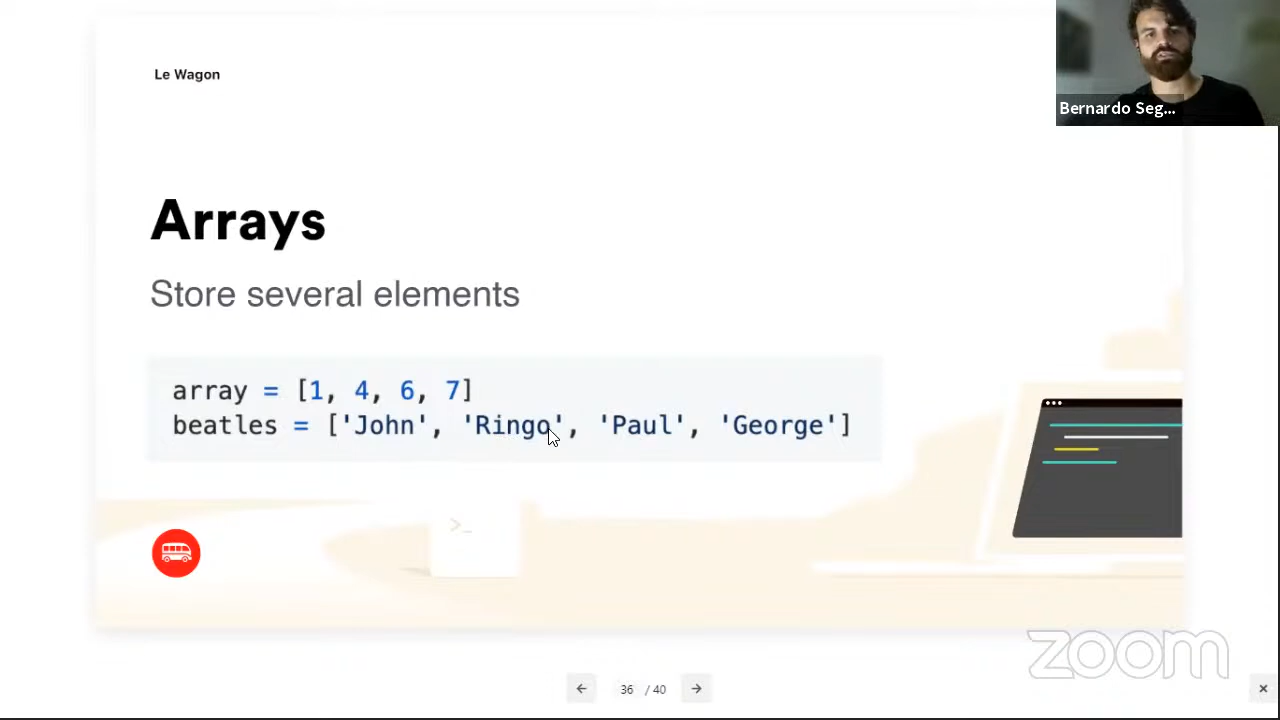 Le Wagon
Bernardo Seg...
Arrays
Store several elements
array = [1, 4, 6, 7]
beatles = ['John', 'Ringo', 'Paul', 'George']
>_
zoom
36 / 40